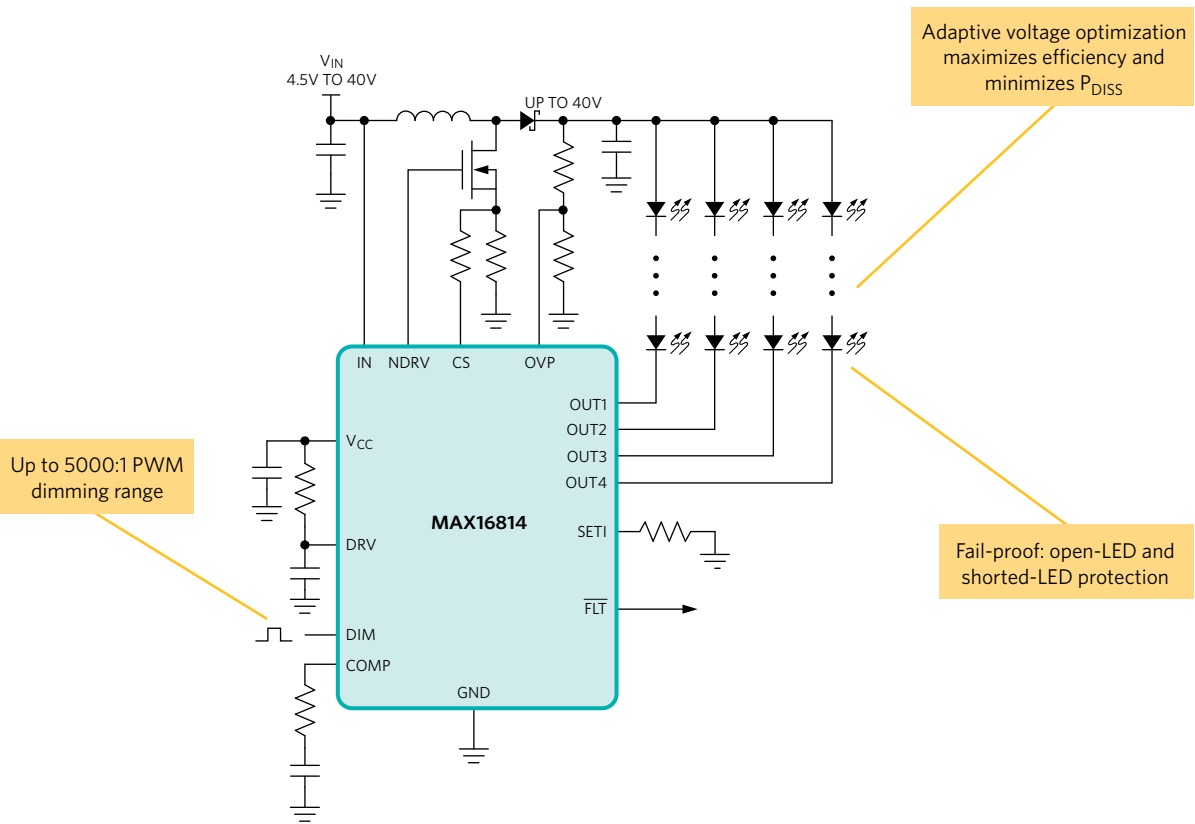 Adaptive voltage optimization
maximizes efficiency and
minimizes PDISS
VIN
4.5V TO 40V
UP TO 40V
IN
NDRV
CS
OVP
OUT1
OUT2
OUT3
OUT4
VCC
Up to 5000:1 PWM
dimming range
MAX16814
SETI
DRV
Fail-proof: open-LED and
shorted-LED protection
FLT
DIM
COMP
GND